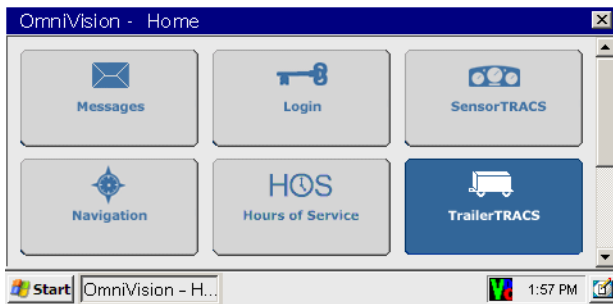 OmniVision - Home
Messages
Login
SensorTRACS
HOS
Navigation
Hours of Service
TrailerTRACS
Start
OmniVision - H...
1:57 PM